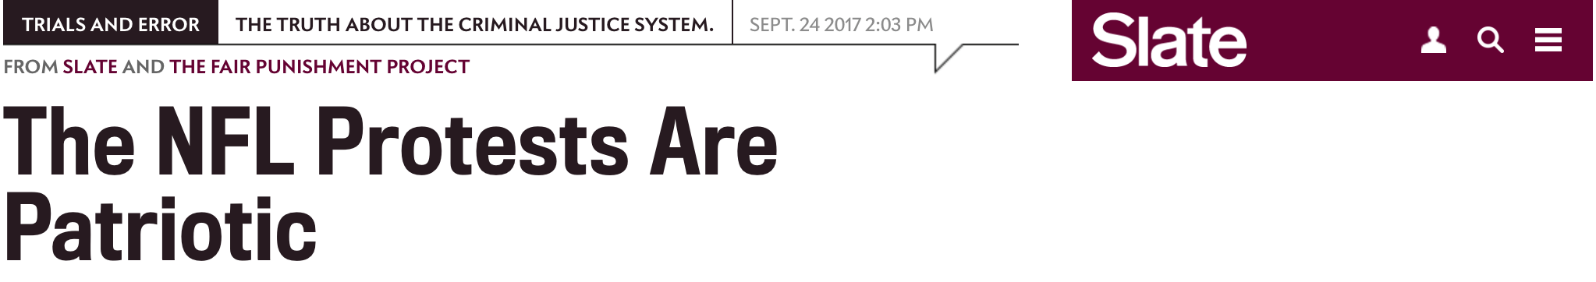 TRIALS AND ERROR THE TRUTH ABOUT THE CRIMINAL JUSTICE SYSTEM. SEPT. 24 2017 2:03 PM
Slate
FROM SLATE AND THE FAIR PUNISHMENT PROJECT
The NFL Protests Are
Patriotic